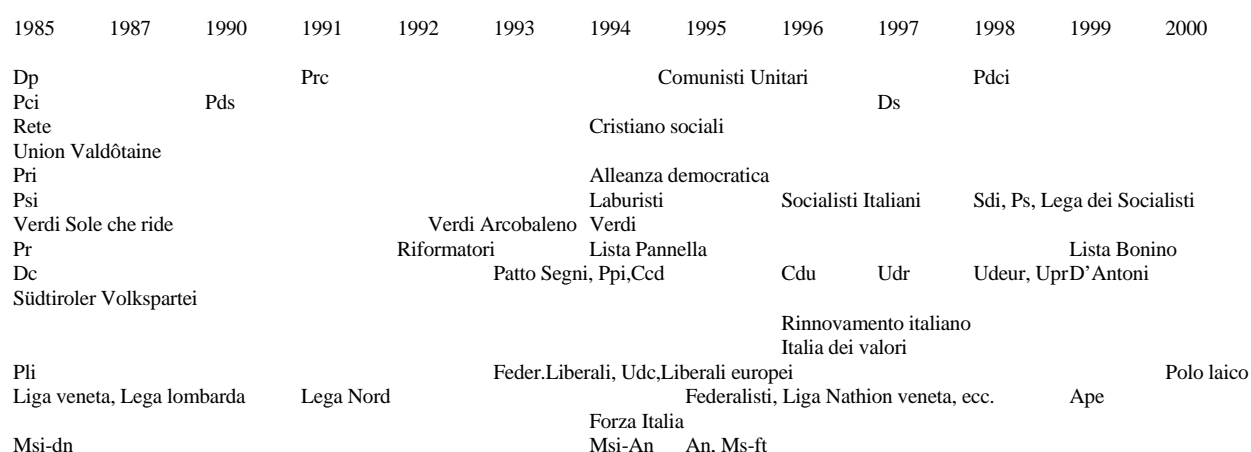 1985 1987 1990 1991 1992 1993 1994 1995 1996 1997 1998 1999 2000
Dp Prc Comunisti Unitari Pdci
Pci Pds Ds
Rete Cristiano sociali
Union Valdôtaine
Pri Alleanza democratica
Psi Laburisti Socialisti Italiani Sdi, Ps, Lega dei Socialisti
Verdi Sole che ride Verdi Arcobaleno Verdi
Pr Riformatori Lista Pannella Lista Bonino
Dc Patto Segni, Ppi,Ccd Cdu Udr Udeur, UprD’Antoni
Südtiroler Volkspartei
Rinnovamento italiano
Italia dei valori
Pli Feder.Liberali, Udc,Liberali europei Polo laico
Liga veneta, Lega lombarda Lega Nord Federalisti, Liga Nathion veneta, ecc. Ape
Forza Italia
Msi-dn Msi-An An, Ms-ft